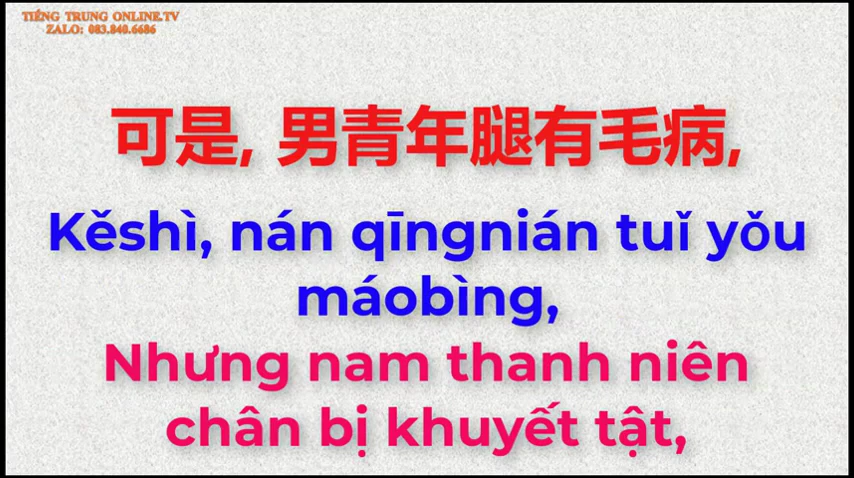 TIẾNG TRUNG ONLINE.TV
ZALO: 083.840.6686
可是, 男青年腿有毛病,
Kěshì, nán qīngnián tuǐ yǒu
máobìng,
Nhưng nam thanh niên
chân bị khuyết tật,